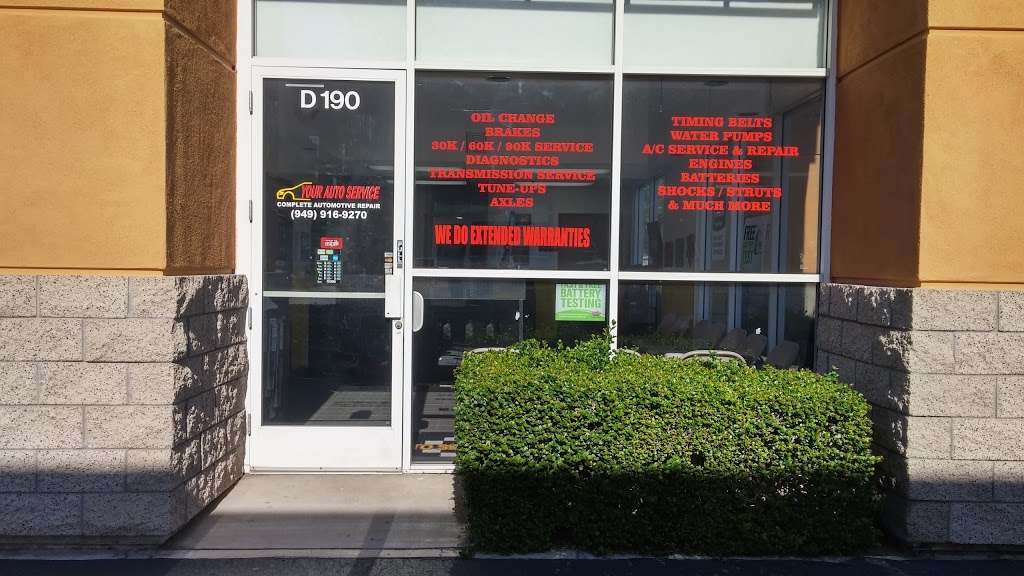 D 190
YOUR AUTO SERVICE
COMPLETE AUTOMOTIVE REPAIR
(949) 916-9270
OIL CHANGE
BRAKES
30K / 60K / 90K SERVICE
DIAGNOSTICS
TRANSMISSION SERVICE
TUNE-UPS
AXLES
WE DO EXTENDED WARRANTIES
TIMING BELTS
WATER PUMPS
A/C SERVICE & REPAIR
ENGINES
BATTERIES
SHOCKS / STRUTS
& MUCH MORE
FREE
BATTERY
TESTING